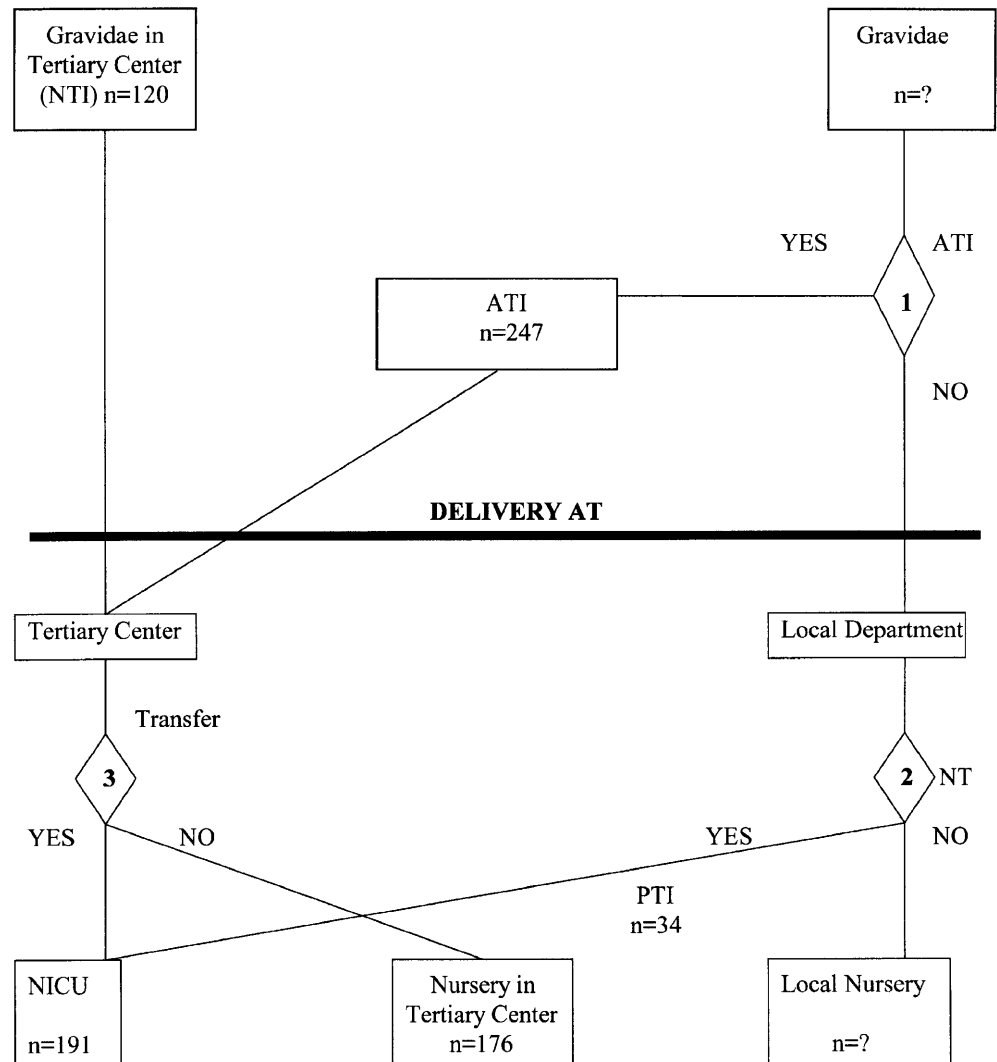 Gravidae in
Tertiary Center
(NTI) n=120
Gravidae
n=?
YES
ATI
1
ATI
n=247
NO
DELIVERY AT
Tertiary Center
Local Department
Transfer
3
2
NT
YES
NO
YES
NO
PTI
n=34
NICU
n=191
Nursery in
Tertiary Center
n=176
Local Nursery
n=?